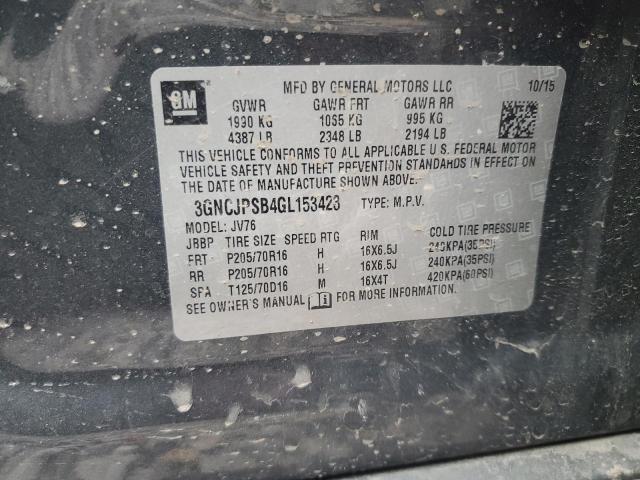 GM
MFD BY GENERAL MOTORS LLC 10/15
GVWR GAWR FRT GAWR RR
1930 KG 1065 KG 995 KG
4387 LB 2348 LB 2194 LB
THIS VEHICLE CONFORMS TO ALL APPLICABLE U.S. FEDERAL MOTOR
VEHICLE SAFETY AND THEFT PREVENTION STANDARDS IN EFFECT ON
THE DATE OF MANUFACTURE SHOWN ABOVE.
3GNCJPSB4GL153423 TYPE: M.P.V.
MODEL: JV76
JBBP TIRE SIZE SPEED RTG RIM COLD TIRE PRESSURE
FRT P205/70R16 H 16X6.5J 240KPA(35PSI)
RR P205/70R16 H 16X6.5J 240KPA(35PSI)
SPA T125/70D16 M 16X4T 420KPA(60PSI)
SEE OWNER'S MANUAL FOR MORE INFORMATION.